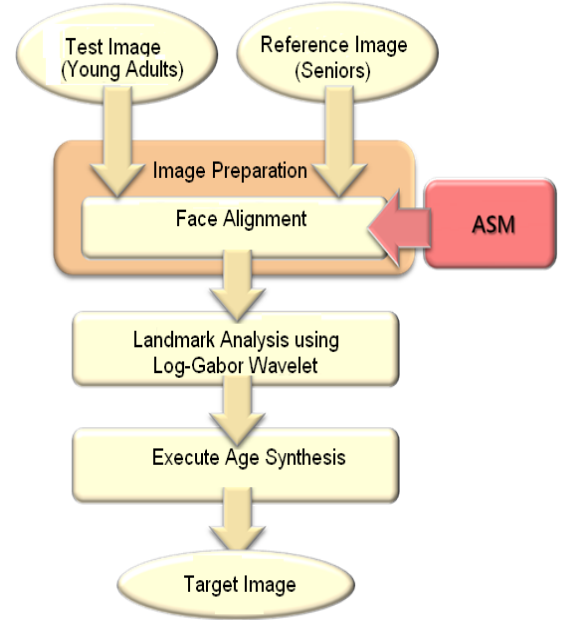 Test Image
(Young Adults)
Reference Image
(Seniors)
Image Preparation
Face Alignment
ASM
Landmark Analysis using
Log-Gabor Wavelet
Execute Age Synthesis
Target Image